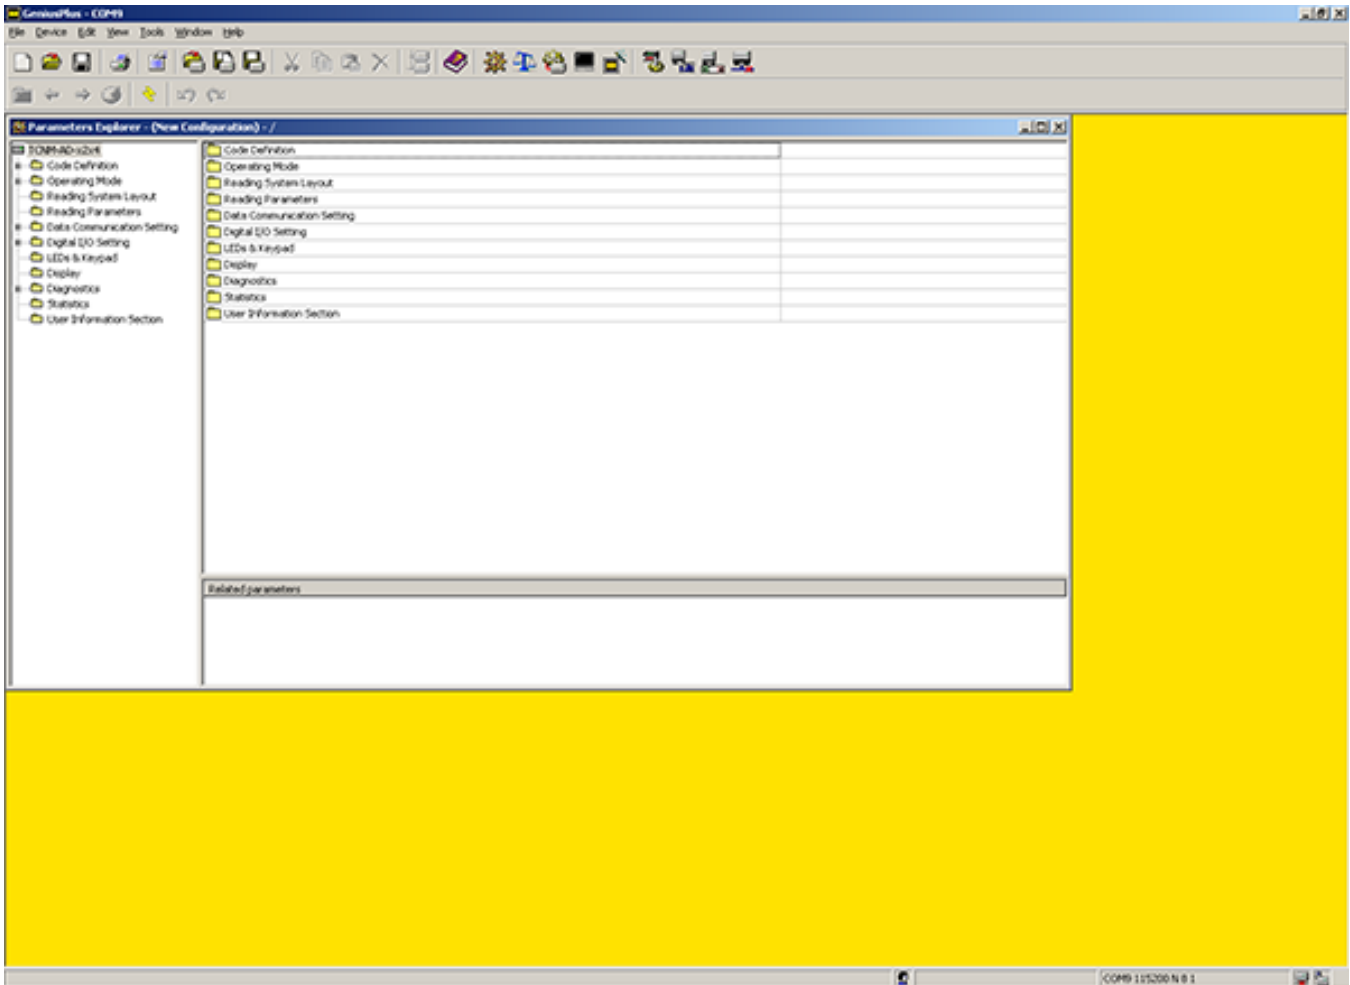 GeniusPlus - COM9
File Device Edit View Tools Window Help
Parameters Explorer - (New Configuration) - /
Code Definition
Operating Mode
Reading System Layout
Reading Parameters
Data Communication Setting
Digital I/O Setting
LEDs & Keypad
Display
Diagnostics
Statistics
User Information Section
Code Definition
Operating Mode
Reading System Layout
Reading Parameters
Data Communication Setting
Digital I/O Setting
LEDs & Keypad
Display
Diagnostics
Statistics
User Information Section
Related parameters
COM9 115200 N 8 1